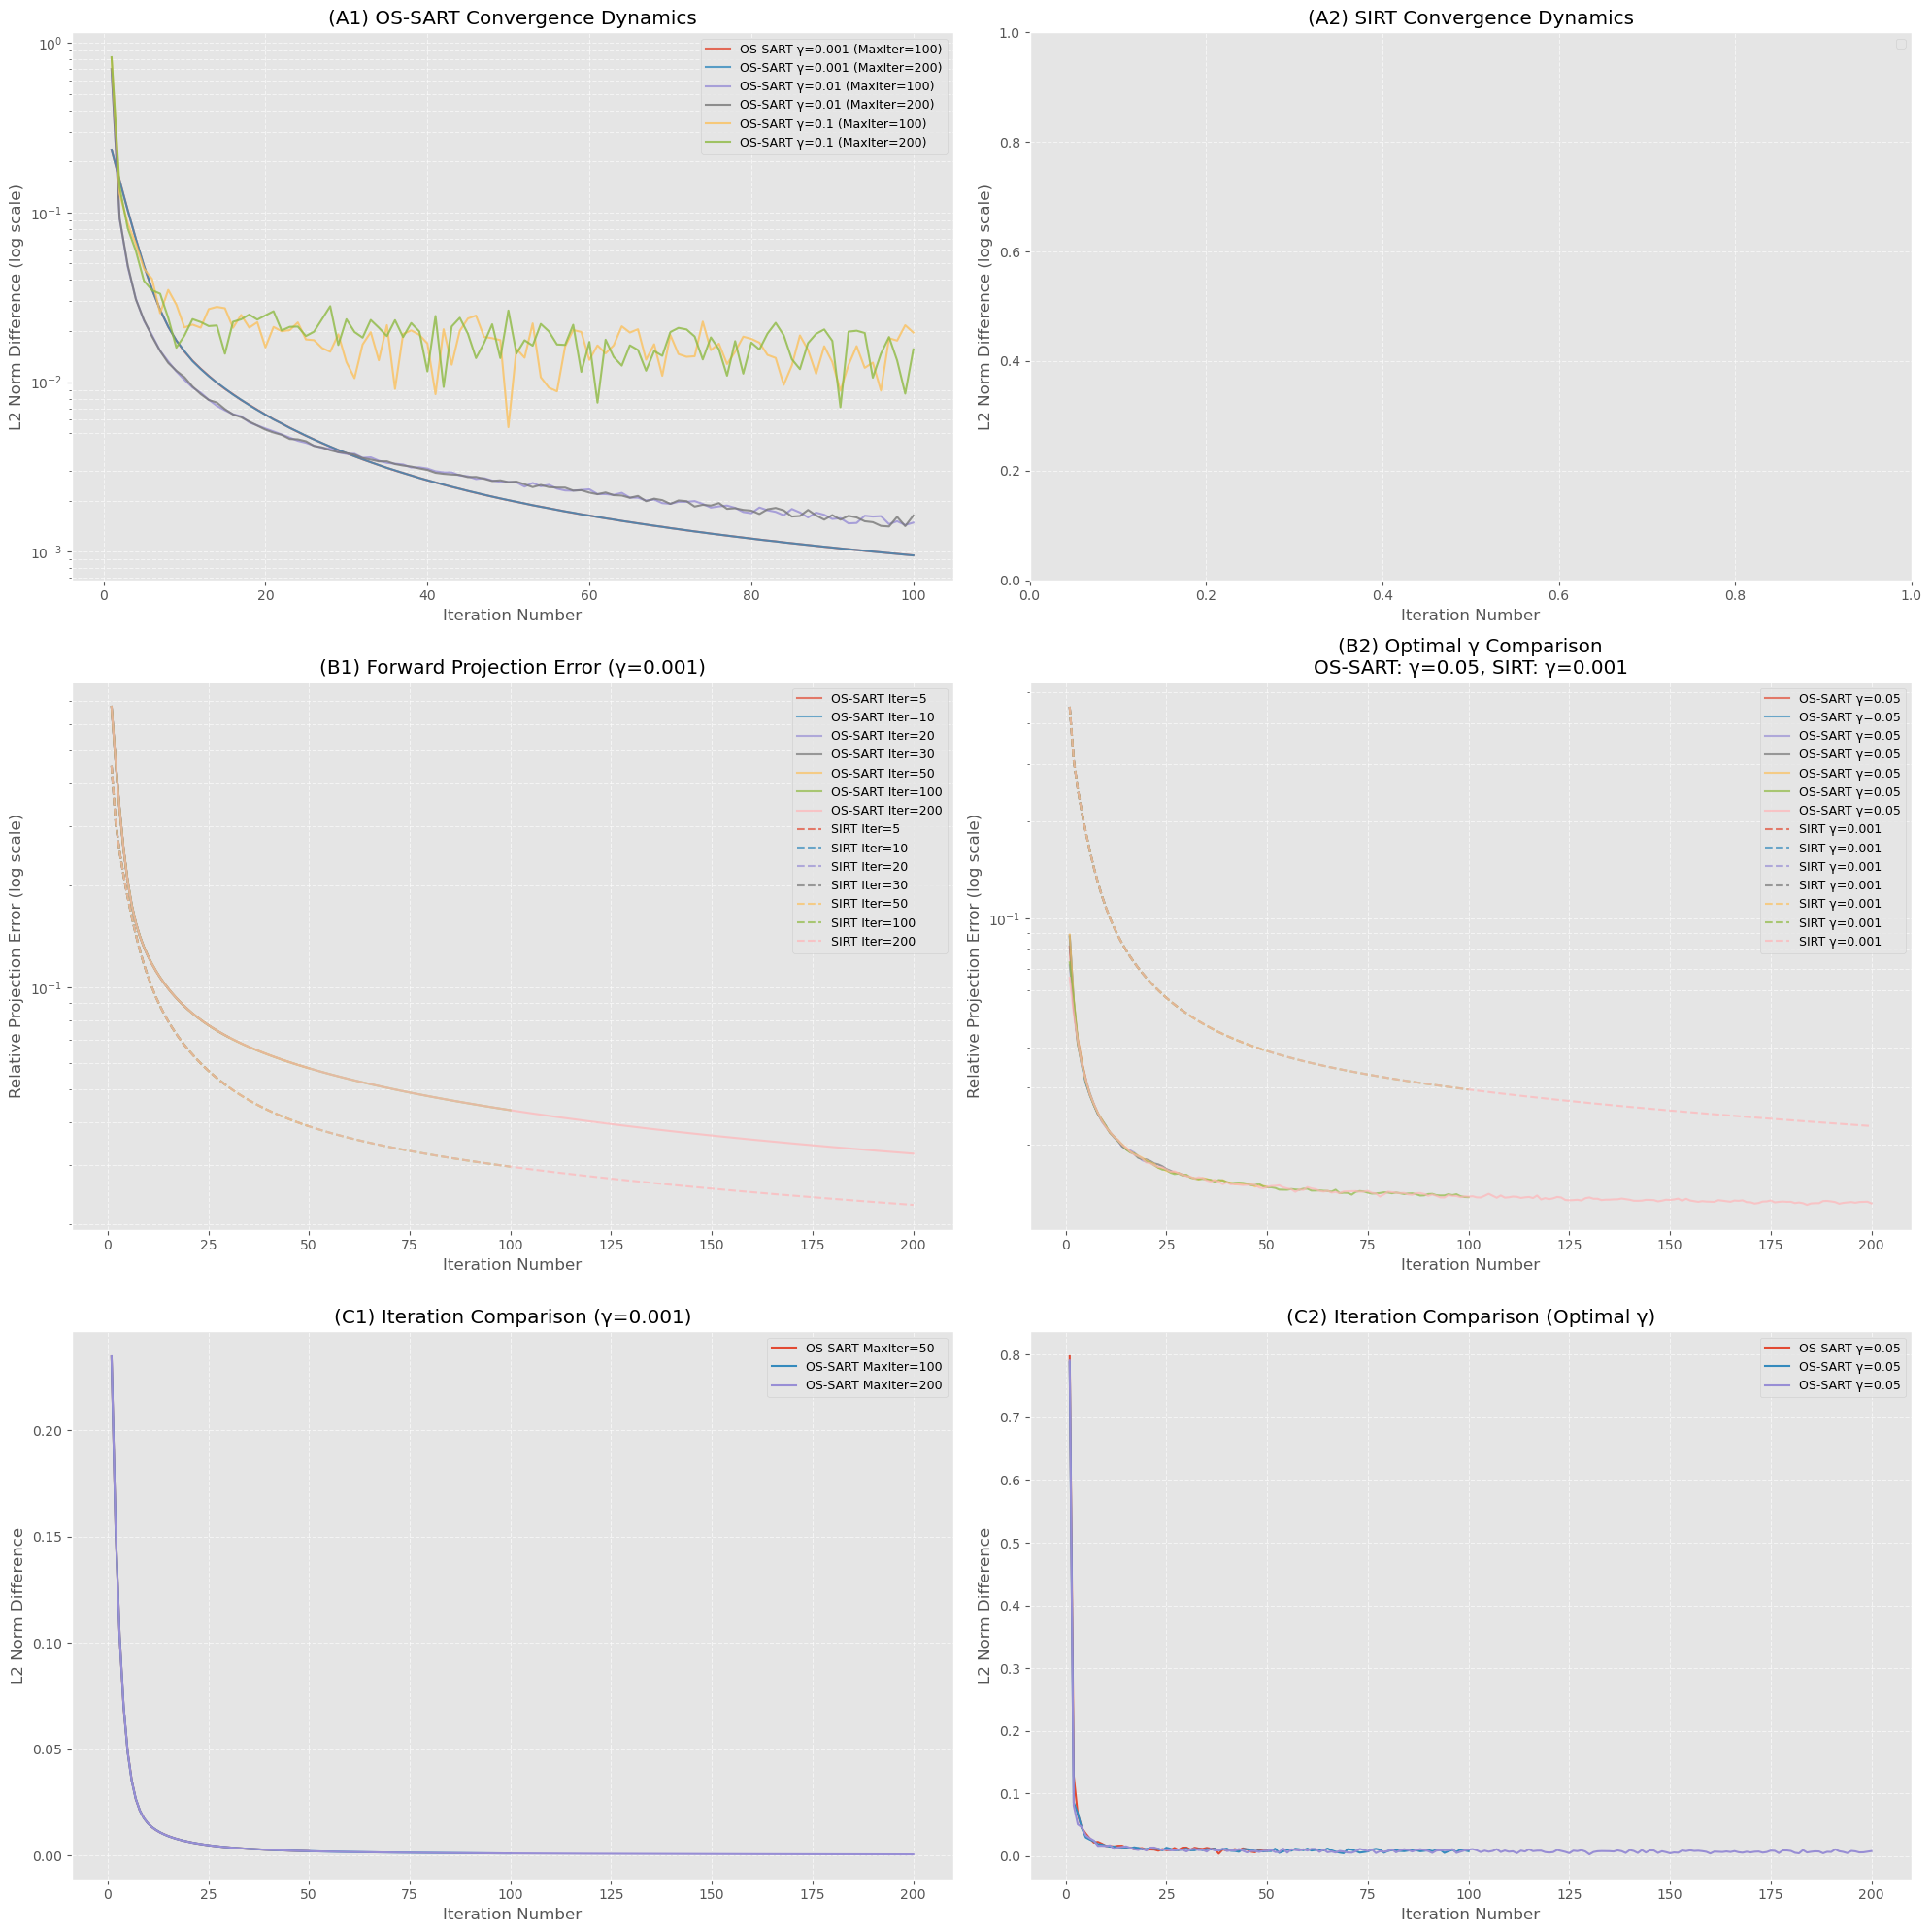 (A1) OS-SART Convergence Dynamics
L2 Norm Difference (log scale)
10⁰
10⁻¹
10⁻²
10⁻³
OS-SART γ=0.001 (MaxIter=100)
OS-SART γ=0.001 (MaxIter=200)
OS-SART γ=0.01 (MaxIter=100)
OS-SART γ=0.01 (MaxIter=200)
OS-SART γ=0.1 (MaxIter=100)
OS-SART γ=0.1 (MaxIter=200)
0 20 40 60 80 100
Iteration Number
(A2) SIRT Convergence Dynamics
L2 Norm Difference (log scale)
1.0
0.8
0.6
0.4
0.2
0.0
0.0 0.2 0.4 0.6 0.8 1.0
Iteration Number
(B1) Forward Projection Error (γ=0.001)
Relative Projection Error (log scale)
10⁻¹
OS-SART Iter=5
OS-SART Iter=10
OS-SART Iter=20
OS-SART Iter=30
OS-SART Iter=50
OS-SART Iter=100
OS-SART Iter=200
SIRT Iter=5
SIRT Iter=10
SIRT Iter=20
SIRT Iter=30
SIRT Iter=50
SIRT Iter=100
SIRT Iter=200
0 25 50 75 100 125 150 175 200
Iteration Number
(B2) Optimal γ Comparison
OS-SART: γ=0.05, SIRT: γ=0.001
Relative Projection Error (log scale)
10⁻¹
OS-SART γ=0.05
OS-SART γ=0.05
OS-SART γ=0.05
OS-SART γ=0.05
OS-SART γ=0.05
OS-SART γ=0.05
OS-SART γ=0.05
SIRT γ=0.001
SIRT γ=0.001
SIRT γ=0.001
SIRT γ=0.001
SIRT γ=0.001
SIRT γ=0.001
SIRT γ=0.001
0 25 50 75 100 125 150 175 200
Iteration Number
(C1) Iteration Comparison (γ=0.001)
L2 Norm Difference
0.20
0.15
0.10
0.05
0.00
OS-SART MaxIter=50
OS-SART MaxIter=100
OS-SART MaxIter=200
0 25 50 75 100 125 150 175 200
Iteration Number
(C2) Iteration Comparison (Optimal γ)
L2 Norm Difference
0.8
0.7
0.6
0.5
0.4
0.3
0.2
0.1
0.0
OS-SART γ=0.05
OS-SART γ=0.05
OS-SART γ=0.05
0 25 50 75 100 125 150 175 200
Iteration Number